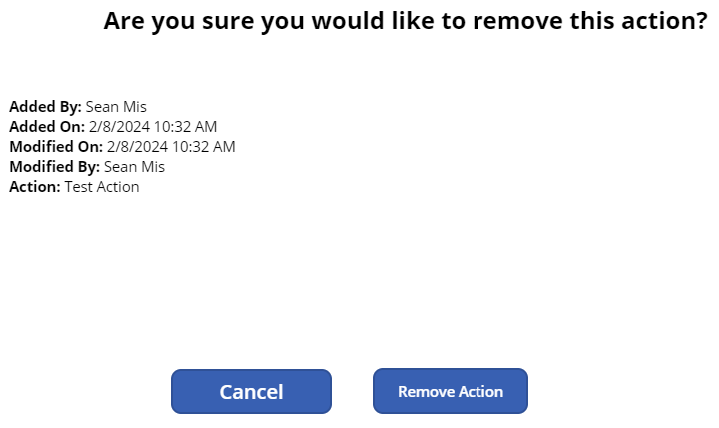 Are you sure you would like to remove this action?
Added By: Sean Mis
Added On: 2/8/2024 10:32 AM
Modified On: 2/8/2024 10:32 AM
Modified By: Sean Mis
Action: Test Action
Cancel
Remove Action